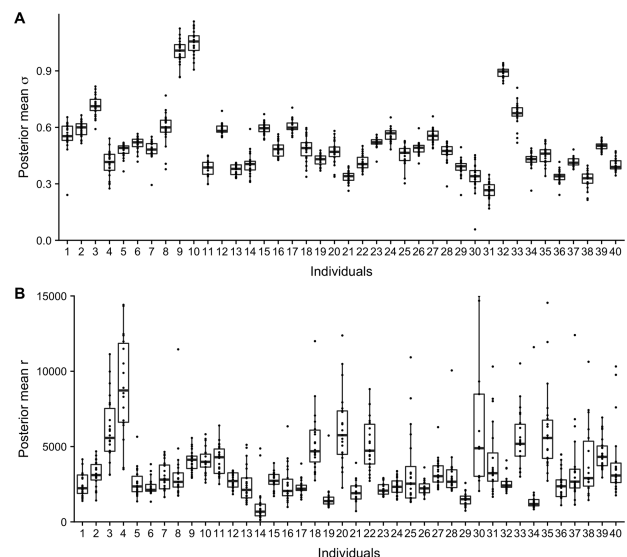 A
Posterior mean σ
0.9
0.6
0.3
0.0
1 2 3 4 5 6 7 8 9 10 11 12 13 14 15 16 17 18 19 20 21 22 23 24 25 26 27 28 29 30 31 32 33 34 35 36 37 38 39 40
Individuals
B
Posterior mean r
15000
10000
5000
0
1 2 3 4 5 6 7 8 9 10 11 12 13 14 15 16 17 18 19 20 21 22 23 24 25 26 27 28 29 30 31 32 33 34 35 36 37 38 39 40
Individuals